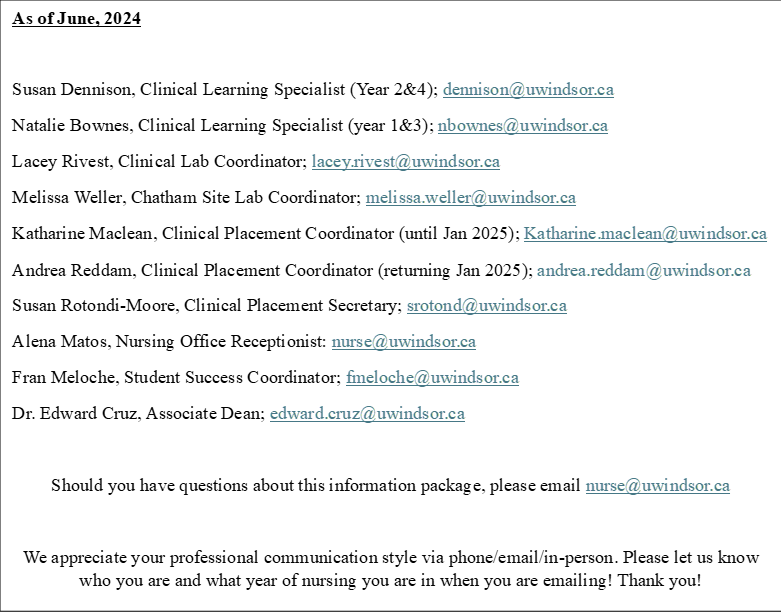 As of June, 2024
Susan Dennison, Clinical Learning Specialist (Year 2&4); dennison@uwindsor.ca
Natalie Bownes, Clinical Learning Specialist (year 1&3); nbownes@uwindsor.ca
Lacey Rivest, Clinical Lab Coordinator; lacey.rivest@uwindsor.ca
Melissa Weller, Chatham Site Lab Coordinator; melissa.weller@uwindsor.ca
Katharine Maclean, Clinical Placement Coordinator (until Jan 2025); Katharine.maclean@uwindsor.ca
Andrea Reddam, Clinical Placement Coordinator (returning Jan 2025); andrea.reddam@uwindsor.ca
Susan Rotondi-Moore, Clinical Placement Secretary; srotond@uwindsor.ca
Alena Matos, Nursing Office Receptionist: nurse@uwindsor.ca
Fran Meloche, Student Success Coordinator; fmeloche@uwindsor.ca
Dr. Edward Cruz, Associate Dean; edward.cruz@uwindsor.ca
Should you have questions about this information package, please email nurse@uwindsor.ca
We appreciate your professional communication style via phone/email/in-person. Please let us know
who you are and what year of nursing you are in when you are emailing! Thank you!